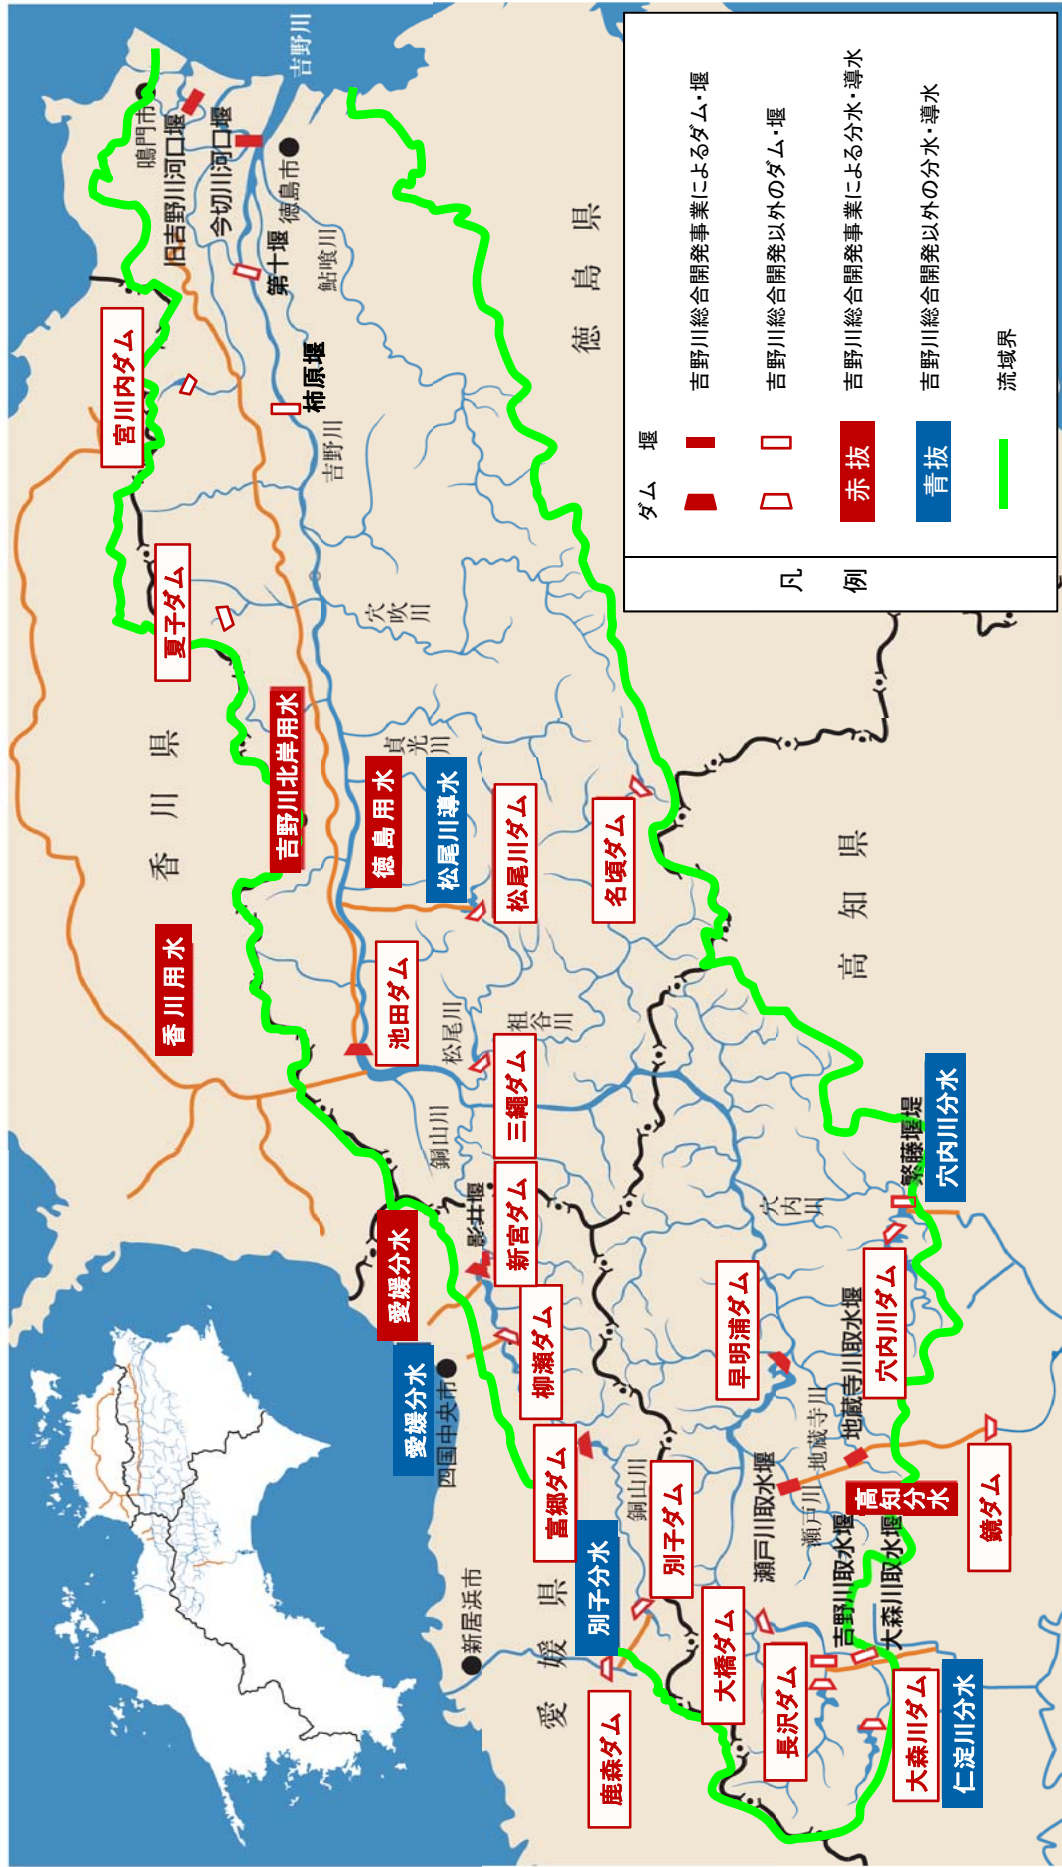 鳴門市
旧吉野川河口堰
今切川河口堰
吉野川
徳島市
第十堰
鮎喰川
宮川内ダム
柿原堰
吉野川
徳島県
夏子ダム
穴吹川
香川県
吉野川北岸用水
貞光川
徳島用水
松尾川導水
松尾川ダム
名頃ダム
高知県
香川用水
池田ダム
松尾川
祖谷川
三縄ダム
銅山川
影井堰
新宮ダム
愛媛分水
愛媛分水
四国中央市
柳瀬ダム
富郷ダム
銅山川
別子ダム
別子分水
新居浜市
愛媛県
鹿森ダム
穴内川
繁藤堰堤
穴内川分水
穴内川ダム
早明浦ダム
地蔵寺川取水堰
地蔵寺川
瀬戸川取水堰
瀬戸川
高知分水
鏡ダム
吉野川取水堰
大森川取水堰
大橋ダム
長沢ダム
大森川ダム
仁淀川分水
凡例
ダム 堰
吉野川総合開発事業によるダム・堰
吉野川総合開発以外のダム・堰
赤抜 吉野川総合開発事業による分水・導水
青抜 吉野川総合開発以外の分水・導水
流域界